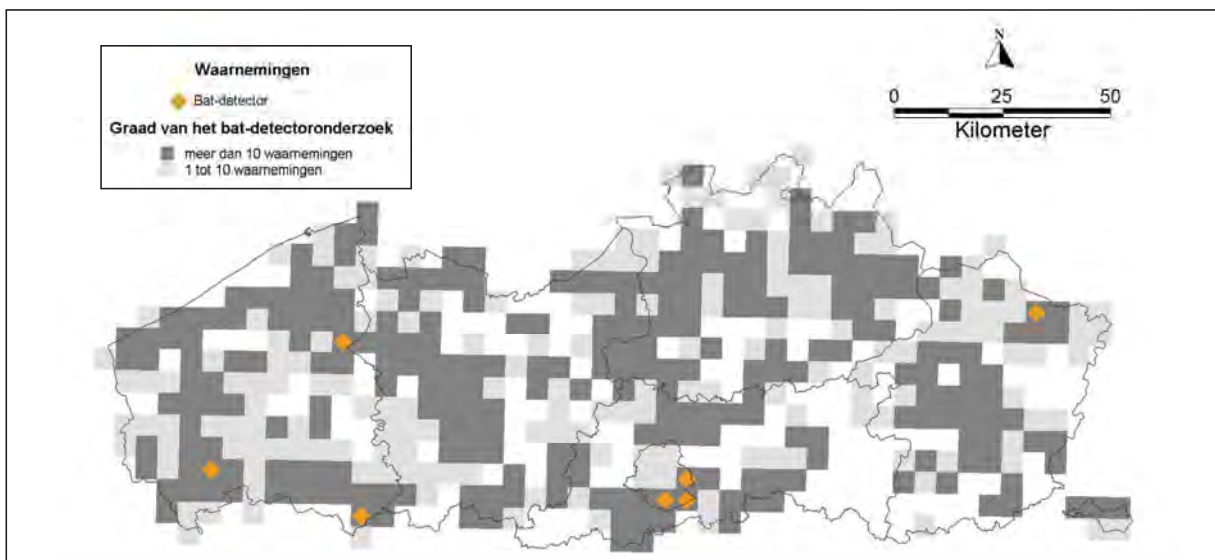 Waarnemingen
Bat-detector
Graad van het bat-detectoronderzoek
meer dan 10 waarnemingen
1 tot 10 waarnemingen
N
0 25 50
Kilometer